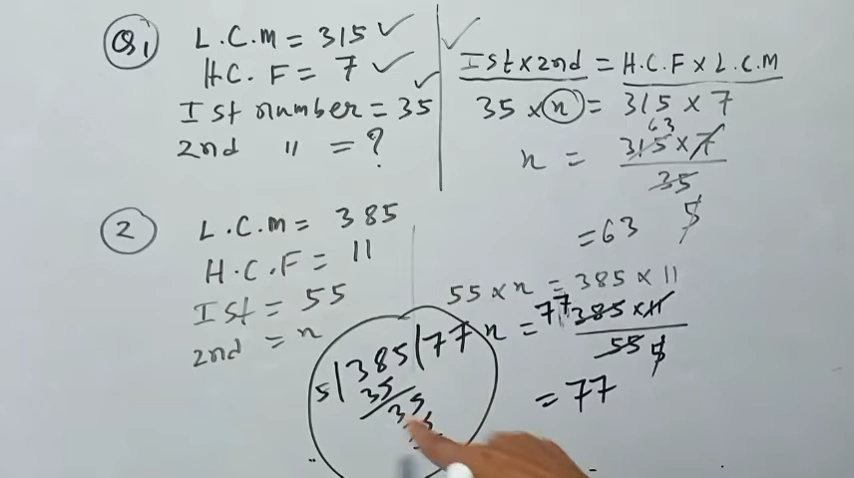 Q1
L.C.M = 315 ✓
H.C.F = 7 ✓
Ist number = 35 ✓
2nd " = ?
✓
Ist x 2nd = H.C.F x L.C.M
35 x n = 315 x 7
n = 315 x 7 / 35
63
5
= 63
2
L.C.M = 385
H.C.F = 11
Ist = 55
2nd = n
55 x n = 385 x 11
n = 385 x 11 / 55
77
5
= 77
5|385|77
35
35
35